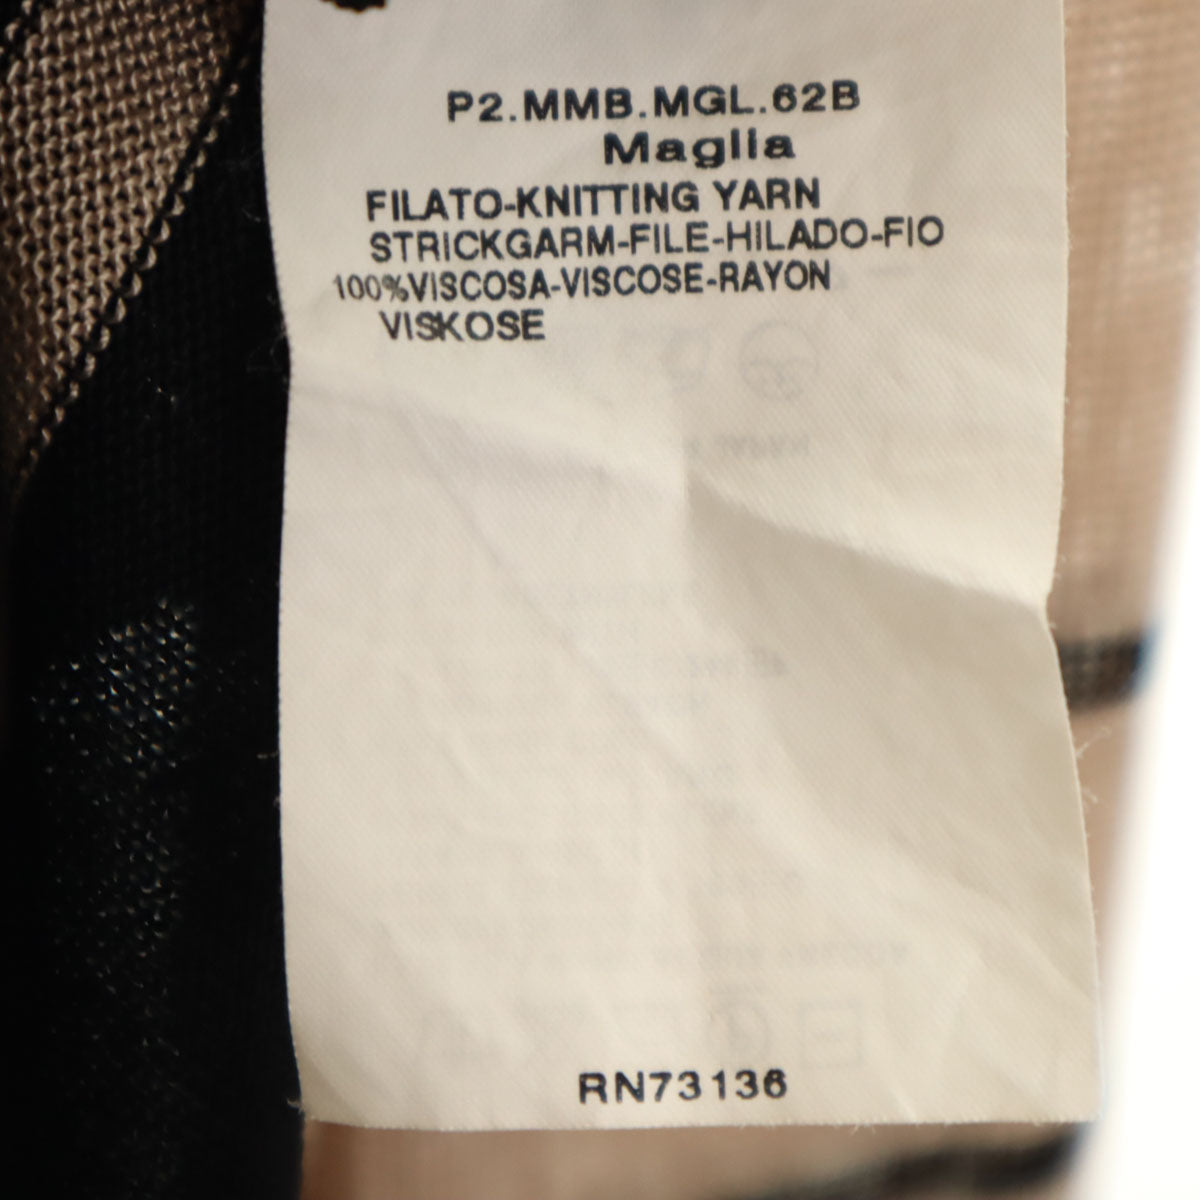 P2.MMB.MGL.62B
Maglia
FILATO-KNITTING YARN
STRICKGARM-FILE-HILADO-FIO
100%VISCOSA-VISCOSE-RAYON
VISKOSE
RN73136